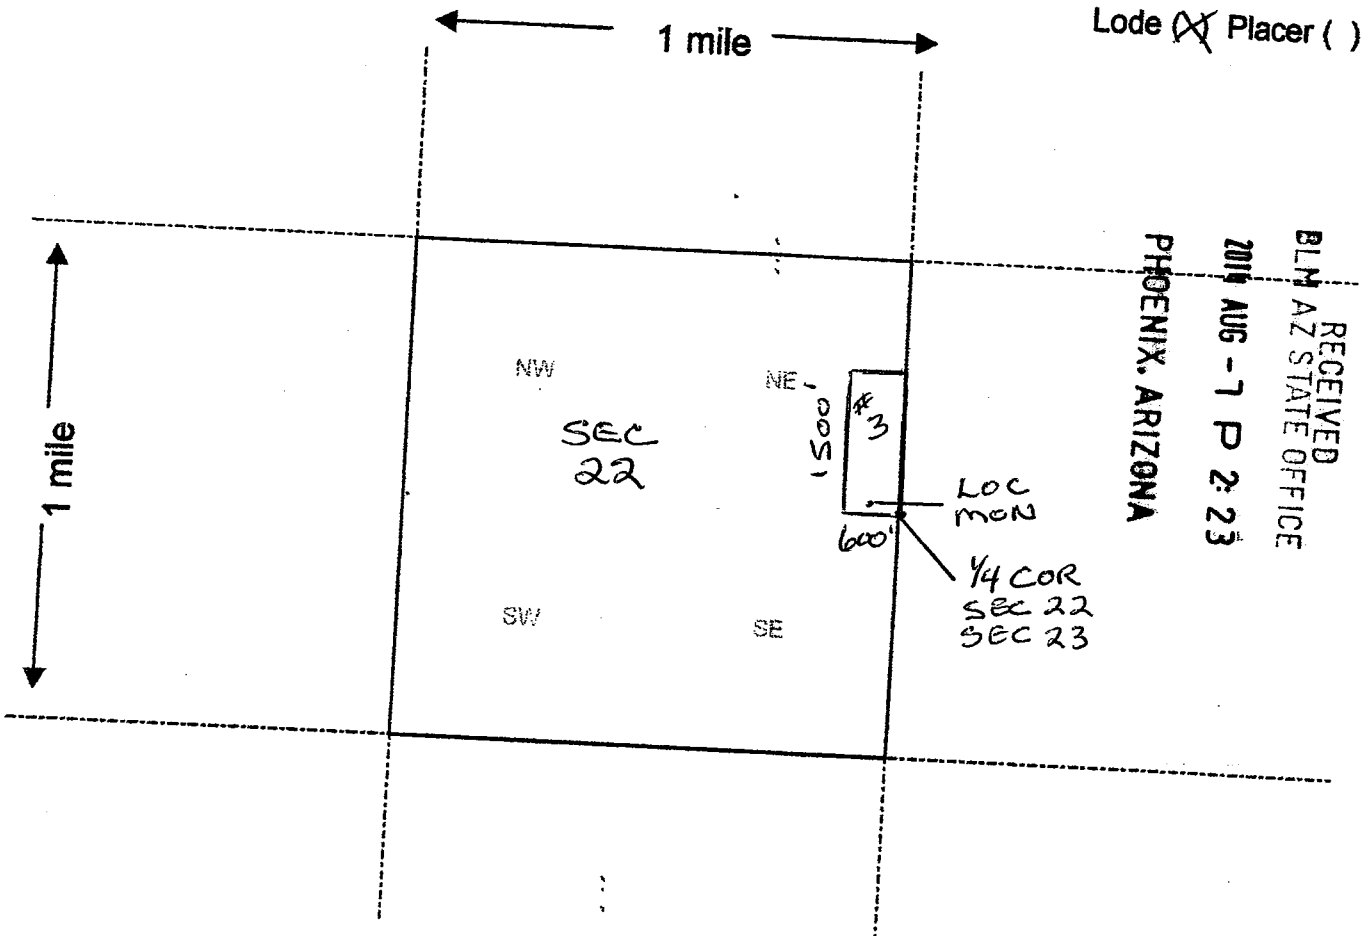 Lode (X) Placer ( )
1 mile
1 mile
NW
NE
SEC
22
1500'
#3
LOC
MON
600'
1/4 COR
SEC 22
SEC 23
SW
SE
RECEIVED
BLM AZ STATE OFFICE
AUG -7 P 2:23
PHOENIX, ARIZONA